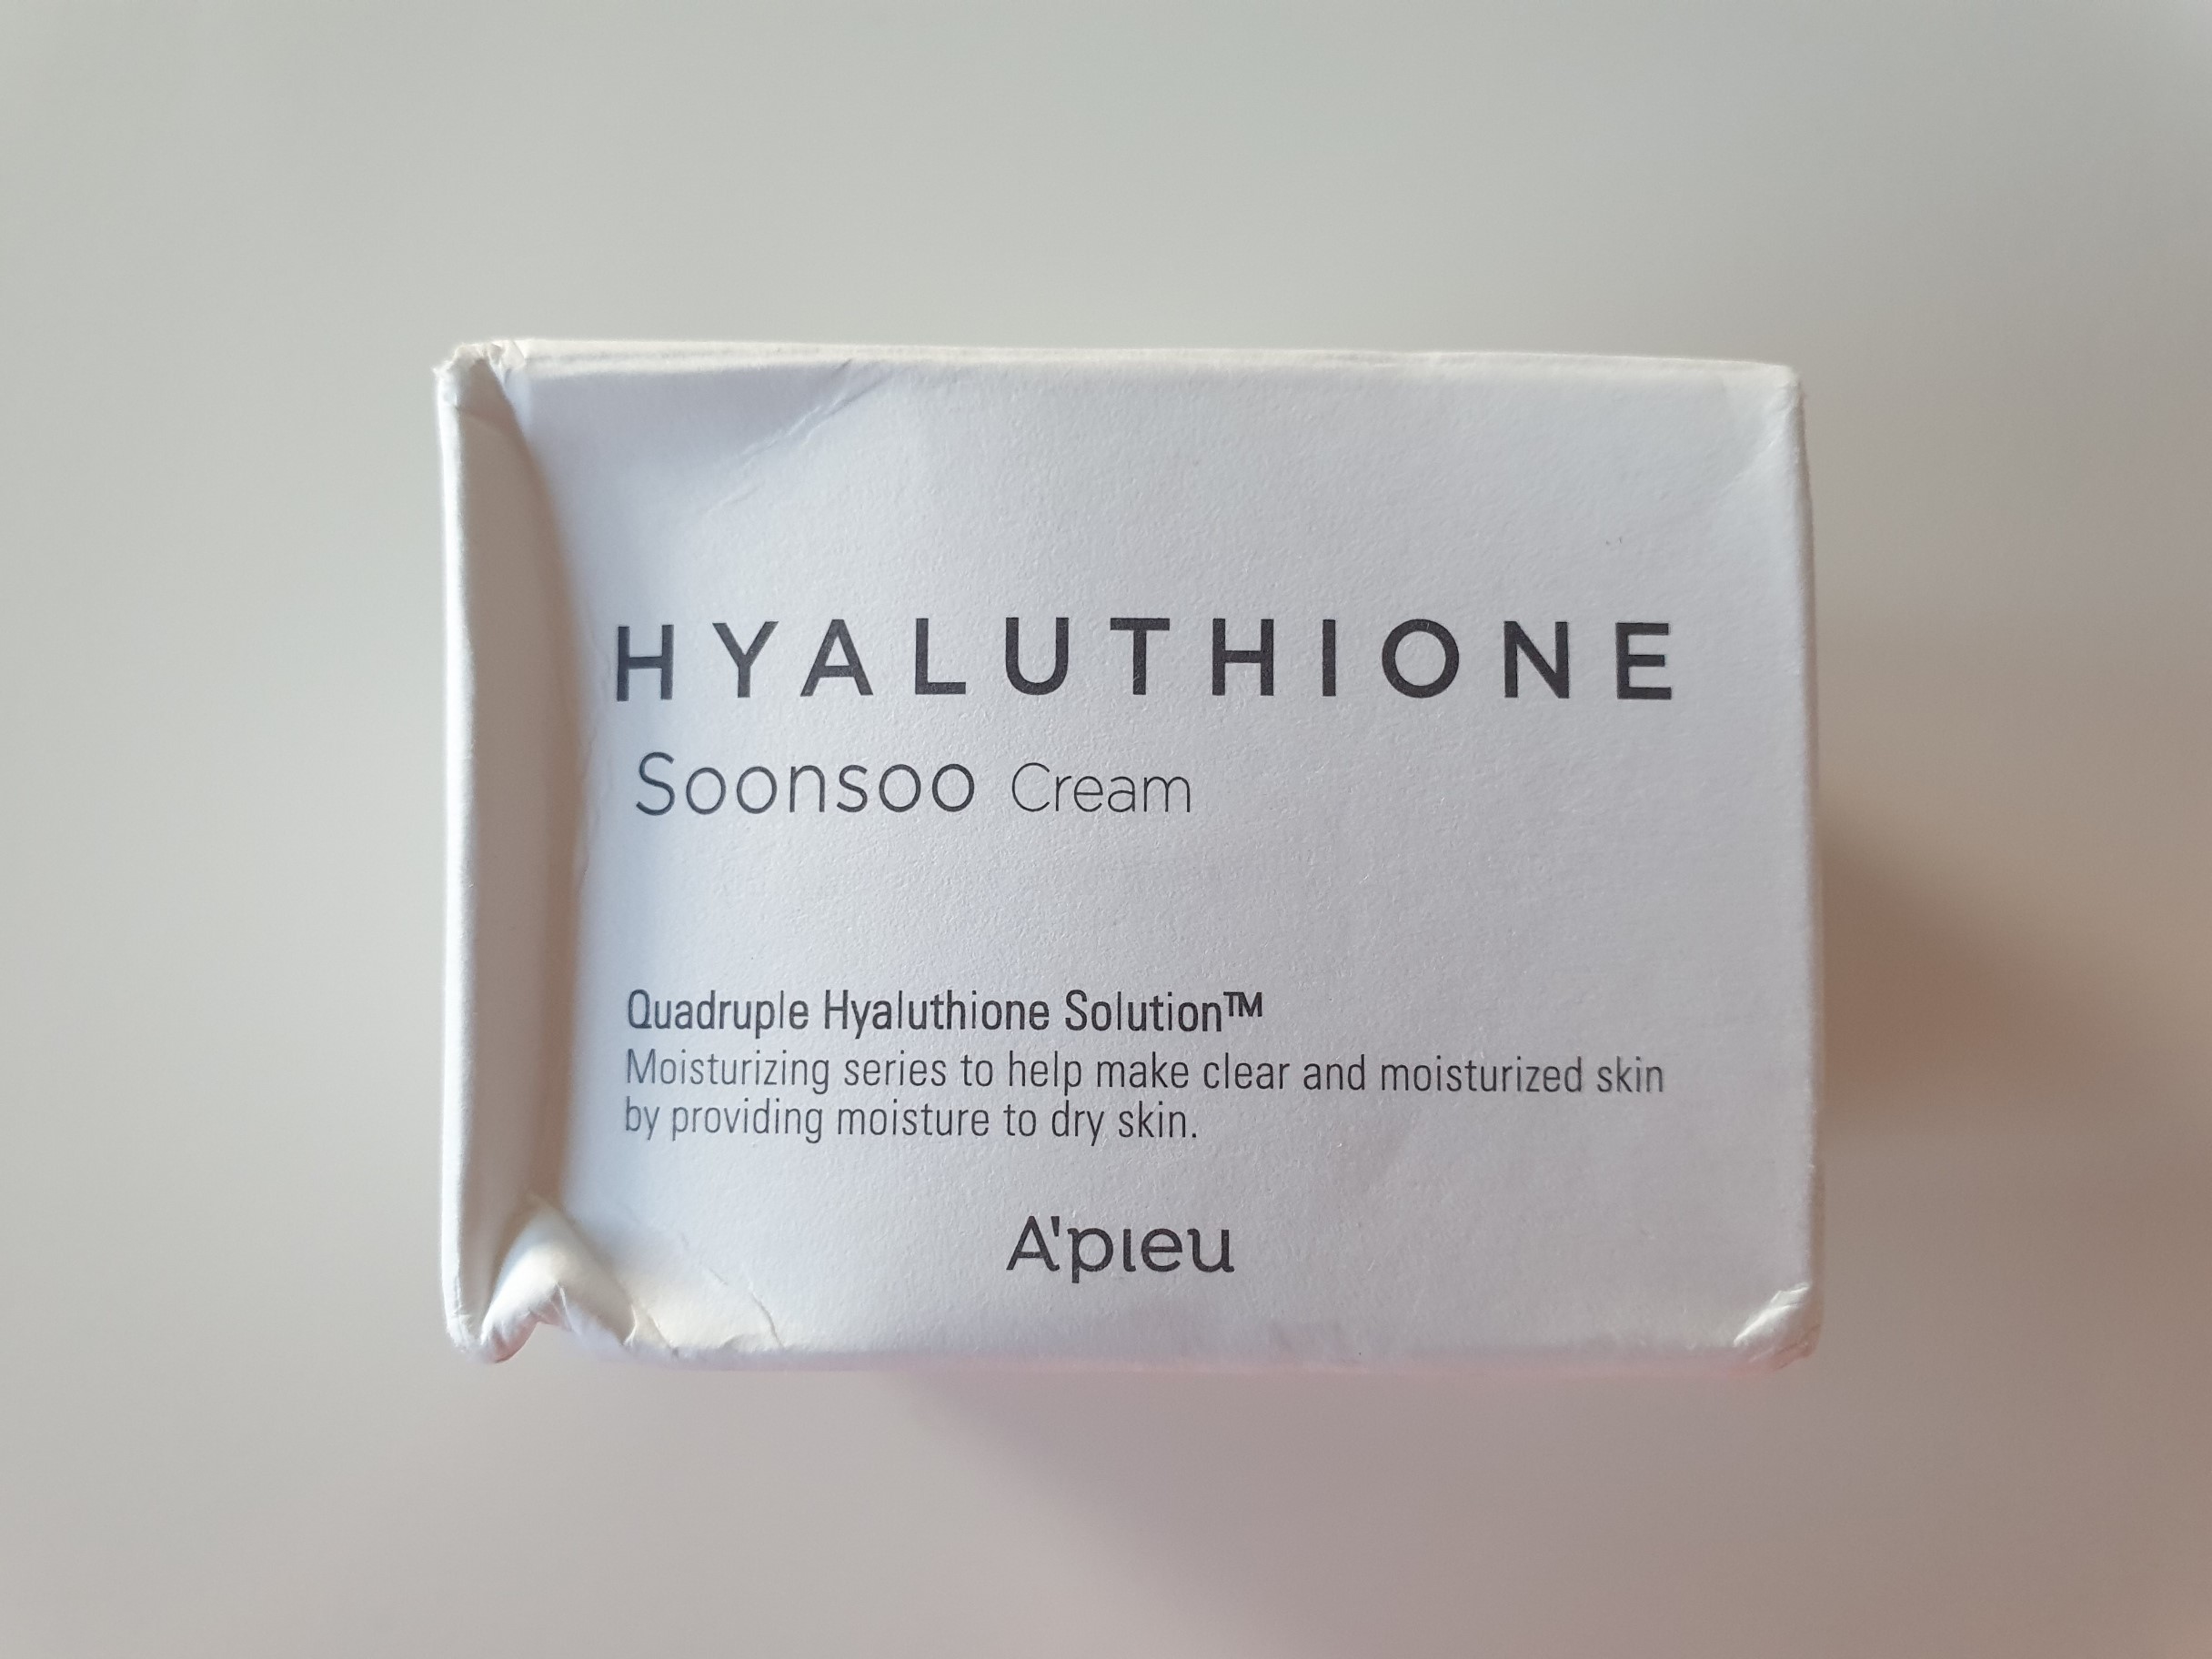 HYALUTHIONE
Soonsoo Cream
Quadruple Hyaluthione Solution™
Moisturizing series to help make clear and moisturized skin
by providing moisture to dry skin.
A'pieu